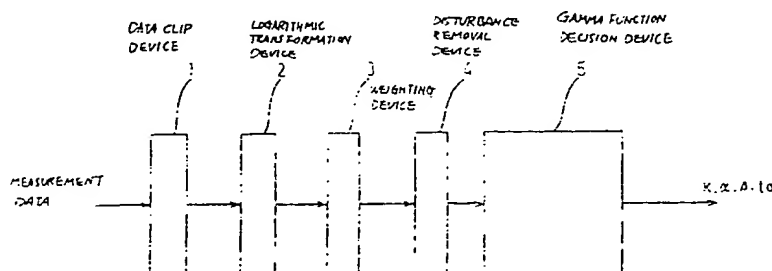 DATA CLIP
DEVICE
1
LOGARITHMIC
TRANSFORMATION
DEVICE
2
3
WEIGHTING
DEVICE
DISTURBANCE
REMOVAL
DEVICE
4
GAMMA FUNCTION
DECISION DEVICE
5
MEASUREMENT
DATA
K.α.Δ.t0